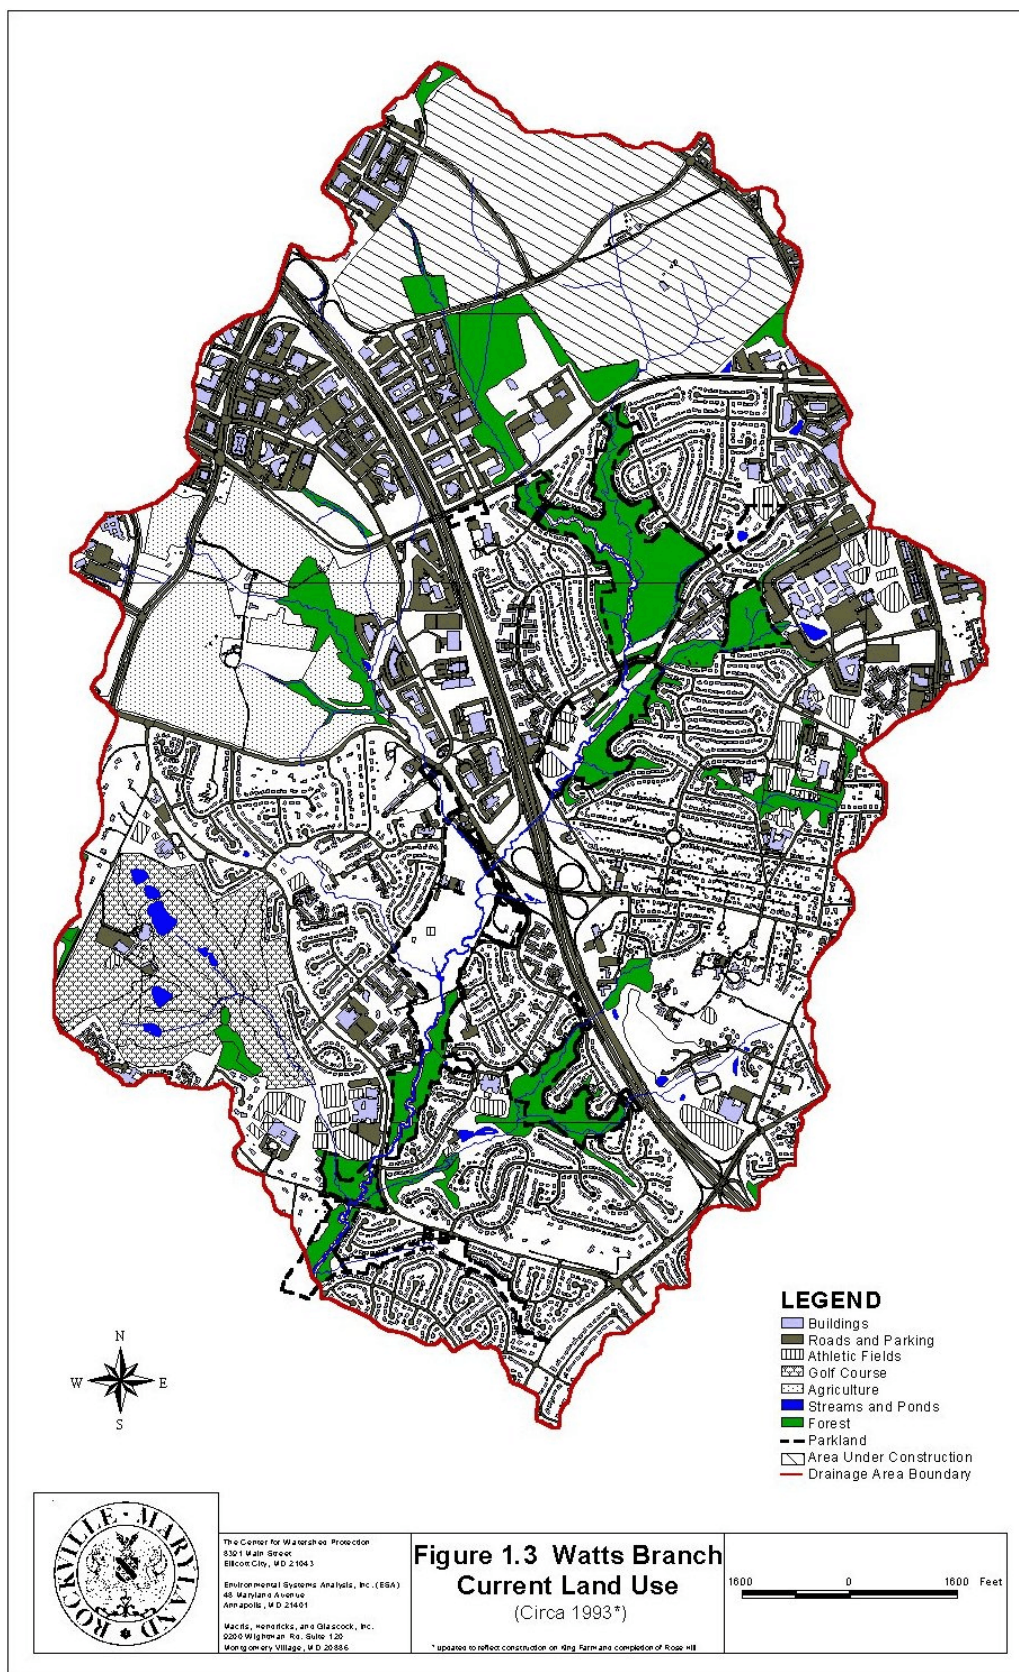 LEGEND
Buildings
Roads and Parking
Athletic Fields
Golf Course
Agriculture
Streams and Ponds
Forest
Parkland
Area Under Construction
Drainage Area Boundary
N
W E
S
ROCKVILLE · MARYLAND
The Center for Watershed Protection
8391 Main Street
Ellicott City, MD 21043
Environmental Systems Analysis, Inc. (ESA)
48 Maryland Avenue
Annapolis, MD 21401
Macris, Hendricks, and Glascock, Inc.
9200 Wightman Rd. Suite 120
Montgomery Village, MD 20886
Figure 1.3 Watts Branch
Current Land Use
(Circa 1993*)
* updated to reflect construction on King Farm and completion of Rose Hill
1600 0 1600 Feet